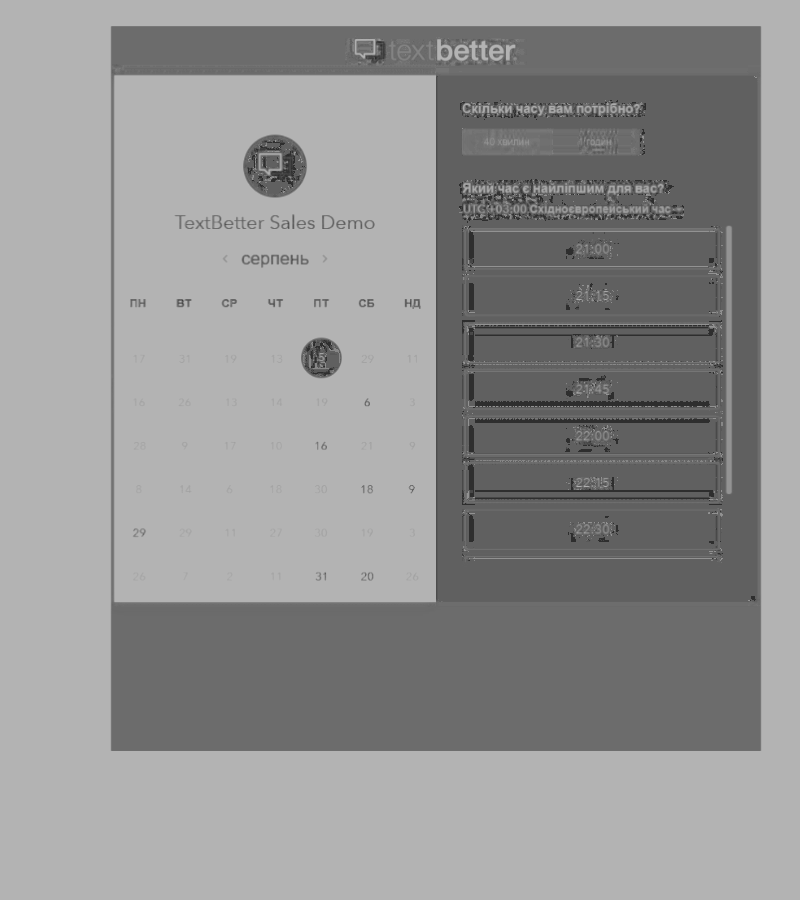 textbetter
TextBetter Sales Demo
‹ серпень ›
ПН ВТ СР ЧТ ПТ СБ НД
17 31 19 13 5 29 11
16 26 13 14 19 6 3
28 9 17 10 16 21 9
8 14 6 18 30 18 9
29 29 11 27 30 19 3
26 7 2 11 31 20 26
Скільки часу вам потрібно?
хвилин
Який час є найліпшим для вас?
UTC +03:00 Східноєвропейський час
21:00
21:15
21:30
21:45
22:00
22:15
22:30